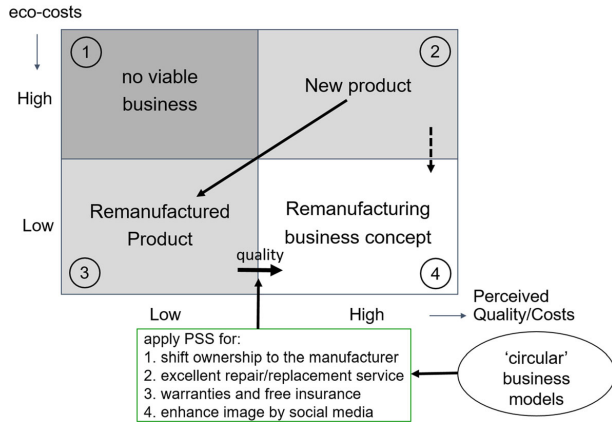 eco-costs
1
2
no viable
business
New product
High
Remanufactured
Product
Remanufacturing
business concept
Low
quality
3
4
Low
High
Perceived
Quality/Costs
apply PSS for:
1. shift ownership to the manufacturer
2. excellent repair/replacement service
3. warranties and free insurance
4. enhance image by social media
‘circular’
business
models